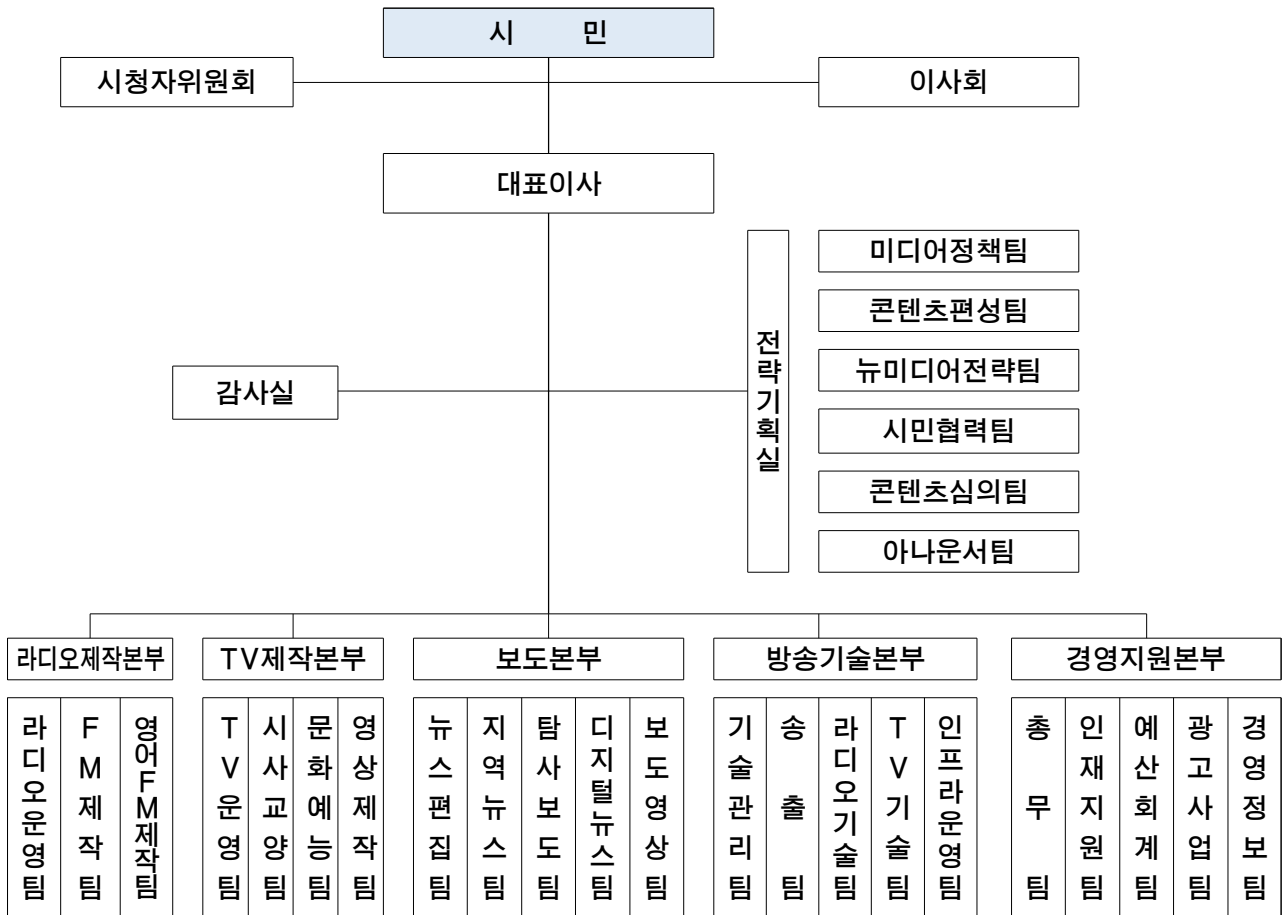 시 민
시청자위원회
이사회
대표이사
전략기획실
미디어정책팀
콘텐츠편성팀
뉴미디어전략팀
시민협력팀
콘텐츠심의팀
아나운서팀
감사실
라디오제작본부
TV제작본부
보도본부
방송기술본부
경영지원본부
라디오운영팀
FM제작팀
영어FM제작팀
TV운영팀
시사교양팀
문화예능팀
영상제작팀
뉴스편집팀
지역뉴스팀
탐사보도팀
디지털뉴스팀
보도영상팀
기술관리팀
송출팀
라디오기술팀
TV기술팀
인프라운영팀
총무팀
인재지원팀
예산회계팀
광고사업팀
경영정보팀